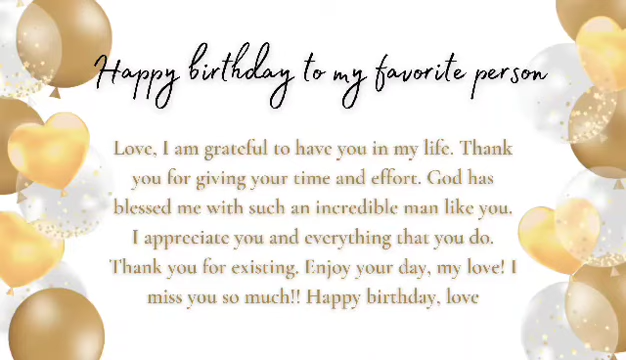 Happy birthday to my favorite person
Love, I am grateful to have you in my life. Thank
you for giving your time and effort. God has
blessed me with such an incredible man like you.
I appreciate you and everything that you do.
Thank you for existing. Enjoy your day, my love! I
miss you so much!! Happy birthday, love